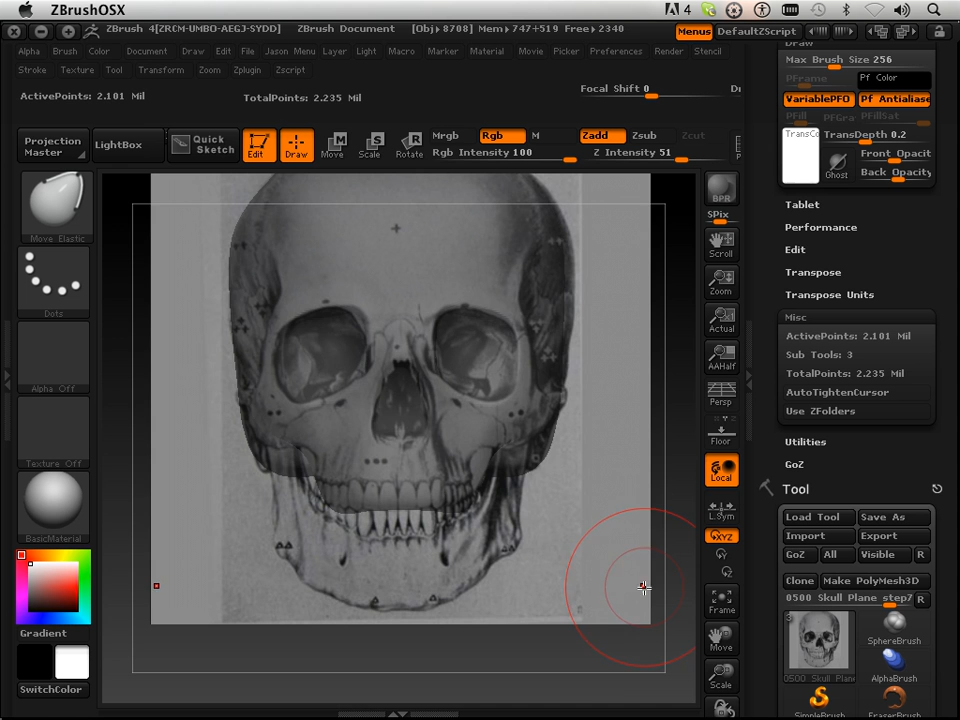 ZBrushOSX
4
ZBrush 4[ZRCM-UMBO-AEGJ-SYDD] ZBrush Document [Obj>8708] Mem>747+519 Free>2340
Menus DefaultZScript
Alpha Brush Color Document Draw Edit File Jason Menu Layer Light Macro Marker Material Movie Picker Preferences Render Stencil
Stroke Texture Tool Transform Zoom Zplugin Zscript
ActivePoints: 2.101 Mil TotalPoints: 2.235 Mil
Focal Shift 0
Projection Master
LightBox
Quick Sketch
Edit Draw Move Scale Rotate
Mrgb Rgb M Zadd Zsub Zcut
Rgb Intensity 100 Z Intensity 51
Move Elastic
Dots
Alpha Off
Texture Off
BasicMaterial
Gradient
SwitchColor
BPR
SPix
Scroll
Zoom
Actual
AAHalf
Persp
Floor
Local
L.Sym
XYZ
Y
Z
Frame
Move
Scale
Draw
Max Brush Size 256
PFrame Pf Color
VariablePFO Pf Antialiase
PFill PFGra PfFillSat
TransCo TransDepth 0.2
Ghost
Front Opacit
Back Opacity
Tablet
Performance
Edit
Transpose
Transpose Units
Misc
ActivePoints: 2.101 Mil
Sub Tools: 3
TotalPoints: 2.235 Mil
AutoTightenCursor
Use ZFolders
Utilities
GoZ
Tool
Load Tool Save As
Import Export
GoZ All Visible R
Clone Make PolyMesh3D
0500 Skull Plane step7 R
3
0500 Skull Plane
SphereBrush
AlphaBrush
SimpleBrush EraserBrush